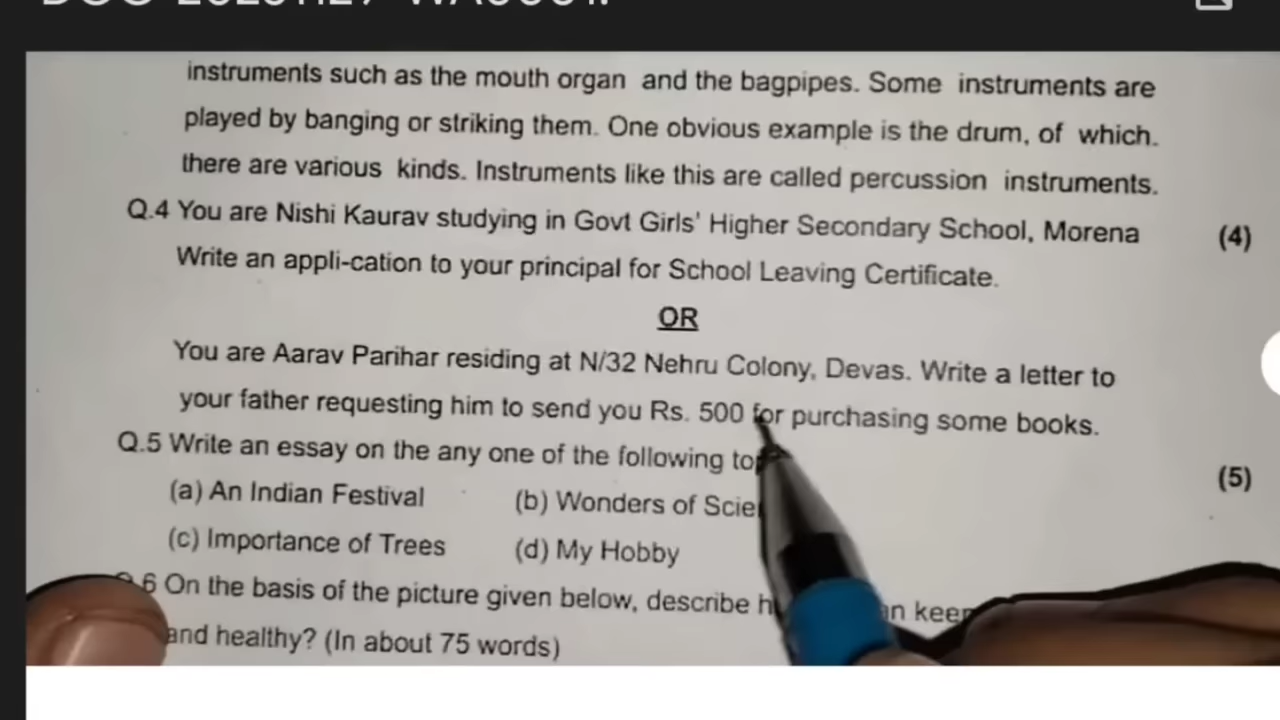 instruments such as the mouth organ and the bagpipes. Some instruments are
played by banging or striking them. One obvious example is the drum, of which.
there are various kinds. Instruments like this are called percussion instruments.
Q.4 You are Nishi Kaurav studying in Govt Girls' Higher Secondary School, Morena (4)
Write an appli-cation to your principal for School Leaving Certificate.
OR
You are Aarav Parihar residing at N/32 Nehru Colony, Devas. Write a letter to
your father requesting him to send you Rs. 500 for purchasing some books.
Q.5 Write an essay on the any one of the following (5)
(a) An Indian Festival (b) Wonders of
(c) Importance of Trees (d) My Hobby
6 On the basis of the picture given below, describe
and healthy? (In about 75 words)